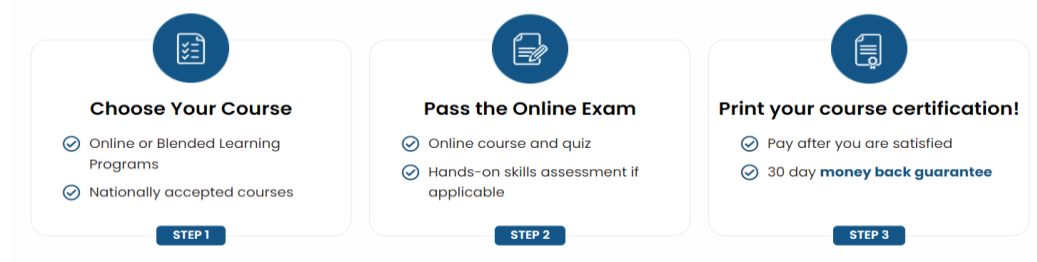 Choose Your Course
Online or Blended Learning
Programs
Nationally accepted courses
STEP 1
Pass the Online Exam
Online course and quiz
Hands-on skills assessment if
applicable
STEP 2
Print your course certification!
Pay after you are satisfied
30 day money back guarantee
STEP 3